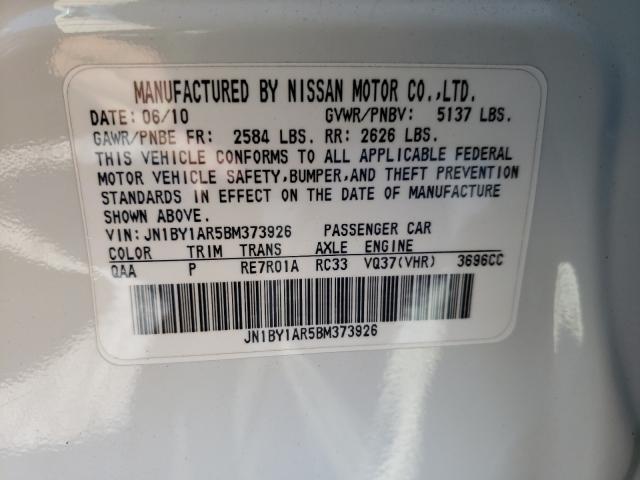 MANUFACTURED BY NISSAN MOTOR CO.,LTD.
DATE: 06/10 GVWR/PNBV: 5137 LBS.
GAWR/PNBE FR: 2584 LBS. RR: 2626 LBS.
THIS VEHICLE CONFORMS TO ALL APPLICABLE FEDERAL
MOTOR VEHICLE SAFETY,BUMPER,AND THEFT PREVENTION
STANDARDS IN EFFECT ON THE DATE OF MANUFACTURE
SHOWN ABOVE.
VIN: JN1BY1AR5BM373926 PASSENGER CAR
COLOR TRIM TRANS AXLE ENGINE
QAA P RE7R01A RC33 VQ37(VHR) 3696CC
JN1BY1AR5BM373926